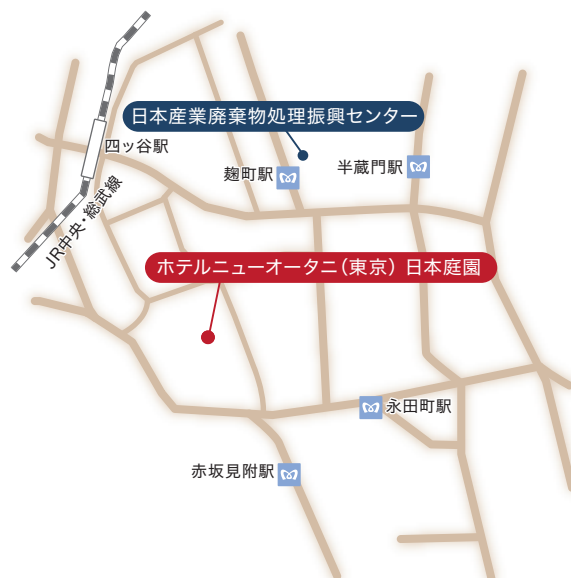 日本産業廃棄物処理振興センター
四ッ谷駅
麹町駅
半蔵門駅
JR中央・総武線
ホテルニューオータニ(東京) 日本庭園
永田町駅
赤坂見附駅